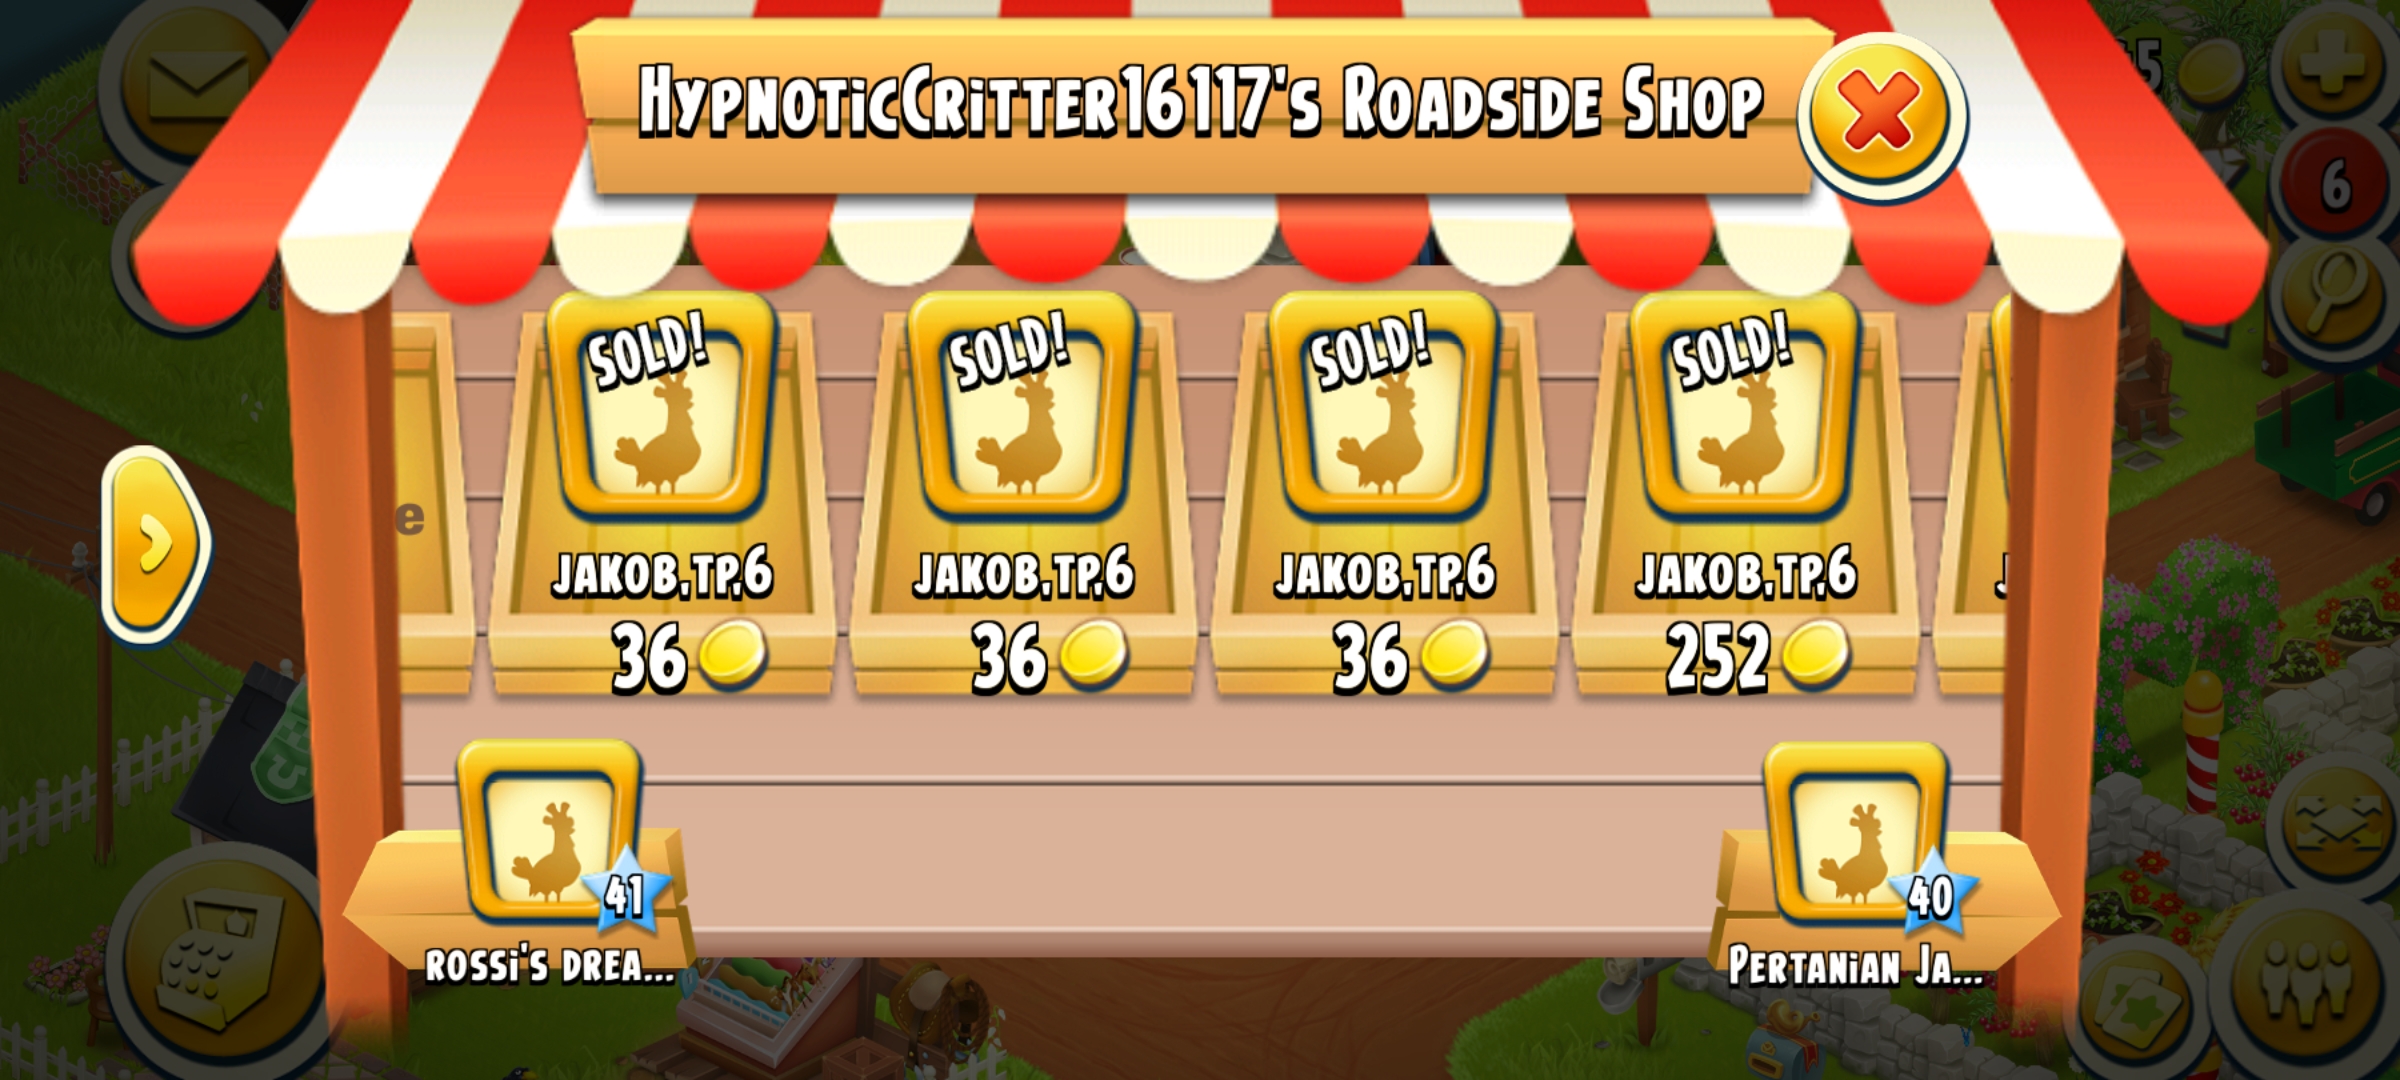 HYPNOTiCCRiTTER16117'S ROADSiDE SHOP
6
SOLD! SOLD! SOLD! SOLD!
e
JAKOB.TP.6 JAKOB.TP.6 JAKOB.TP.6 JAKOB.TP.6
36 36 36 252
41 40
ROSSi'S DREA... PERTANiAN JA...